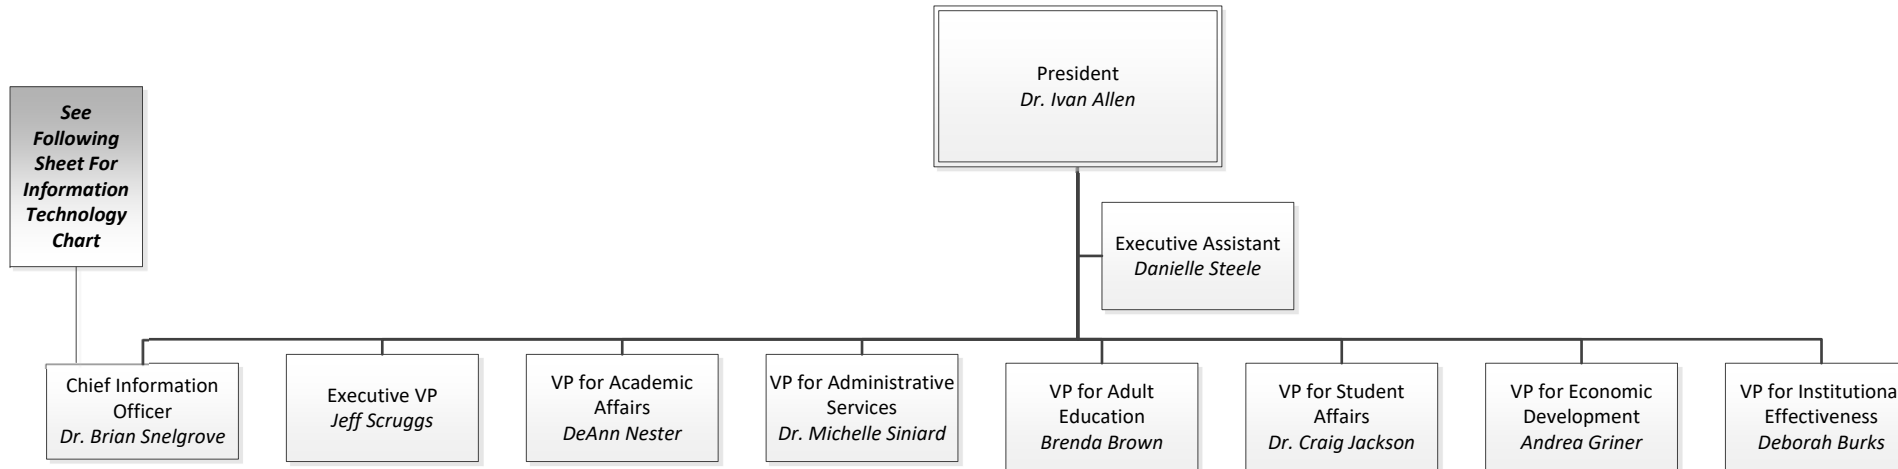 President
Dr. Ivan Allen
See
Following
Sheet For
Information
Technology
Chart
Executive Assistant
Danielle Steele
Chief Information
Officer
Dr. Brian Snelgrove
Executive VP
Jeff Scruggs
VP for Academic
Affairs
DeAnn Nester
VP for Administrative
Services
Dr. Michelle Siniard
VP for Adult
Education
Brenda Brown
VP for Student
Affairs
Dr. Craig Jackson
VP for Economic
Development
Andrea Griner
VP for Institutiona
Effectiveness
Deborah Burks